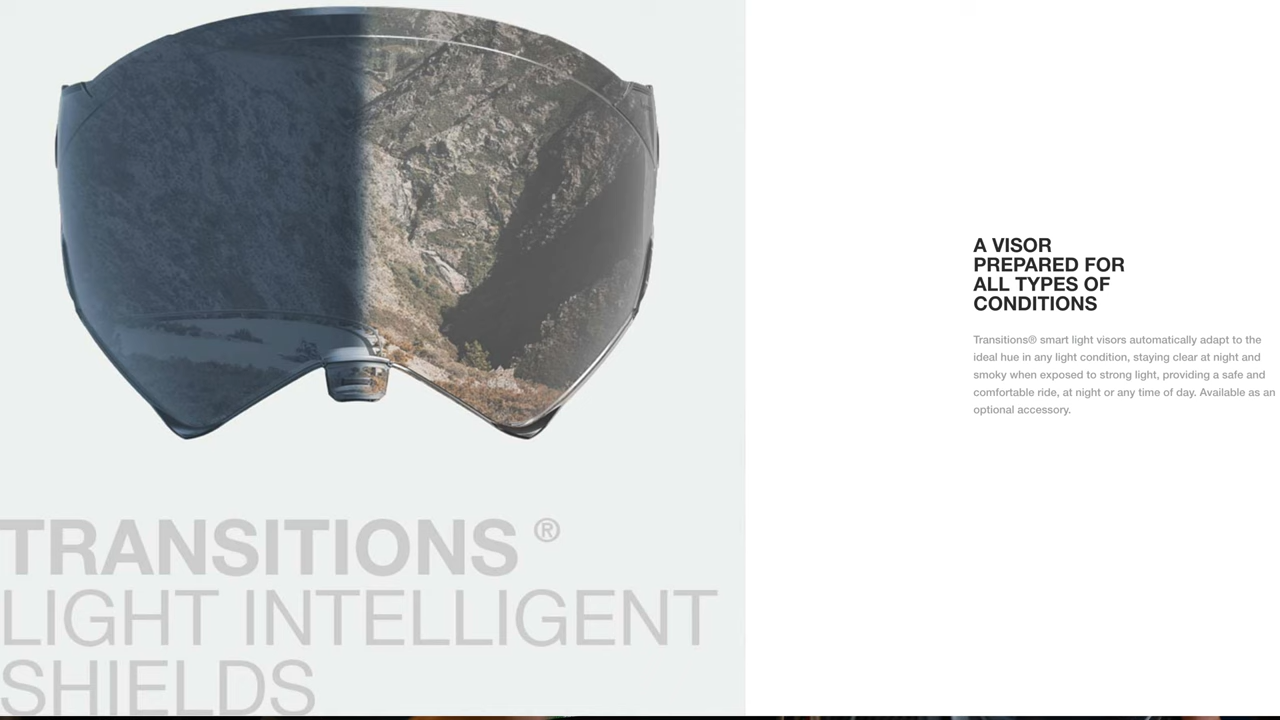 TRANSITIONS®
LIGHT INTELLIGENT
SHIELDS
A VISOR
PREPARED FOR
ALL TYPES OF
CONDITIONS
Transitions® smart light visors automatically adapt to the
ideal hue in any light condition, staying clear at night and
smoky when exposed to strong light, providing a safe and
comfortable ride, at night or any time of day. Available as an
optional accessory.